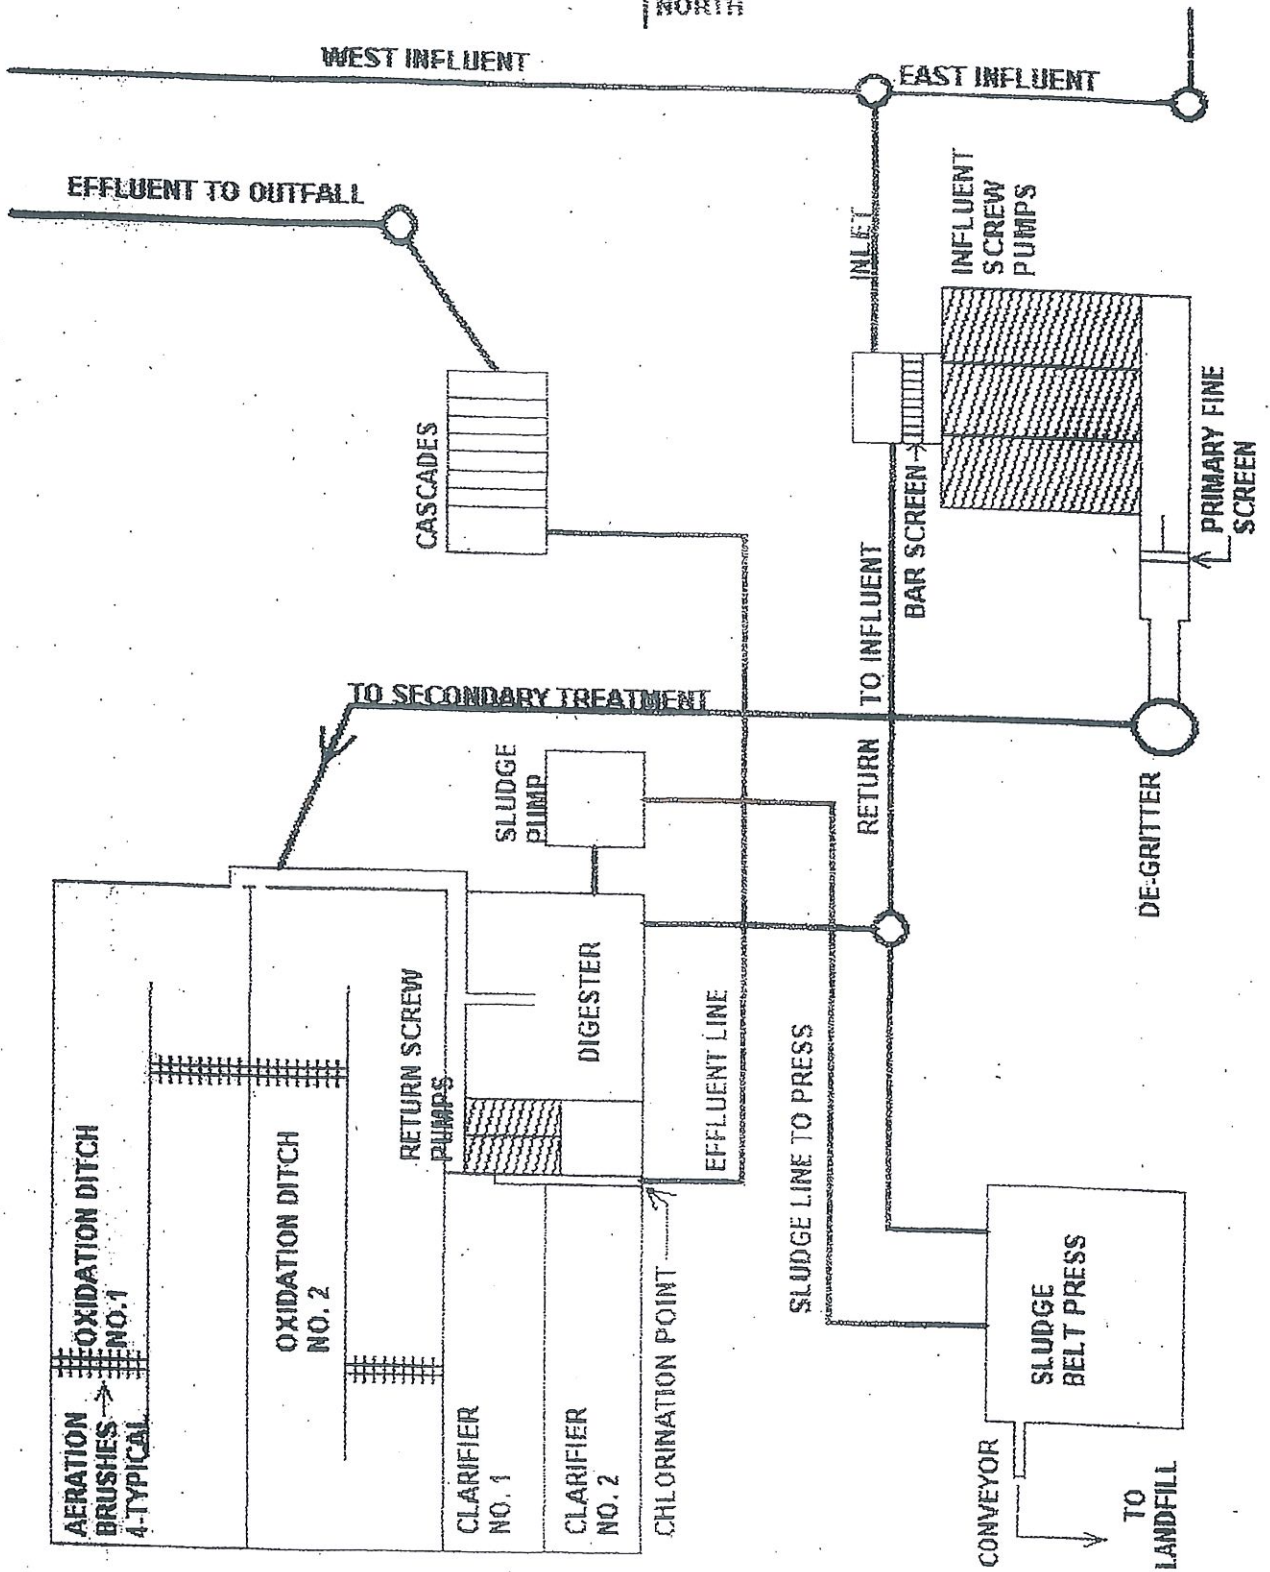 NORTH
WEST INFLUENT
EAST INFLUENT
EFFLUENT TO OUTFALL
INLET
INFLUENT
SCREW
PUMPS
CASCADES
BAR SCREEN
PRIMARY FINE
SCREEN
RETURN TO INFLUENT
TO SECONDARY TREATMENT
SLUDGE
PUMP
DE-GRITTER
DIGESTER
RETURN SCREW
PUMPS
EFFLUENT LINE
SLUDGE LINE TO PRESS
OXIDATION DITCH
NO.1
OXIDATION DITCH
NO. 2
AERATION
BRUSHES
4-TYPICAL
CLARIFIER
NO. 1
CLARIFIER
NO. 2
CHLORINATION POINT
SLUDGE
BELT PRESS
CONVEYOR
TO
LANDFILL